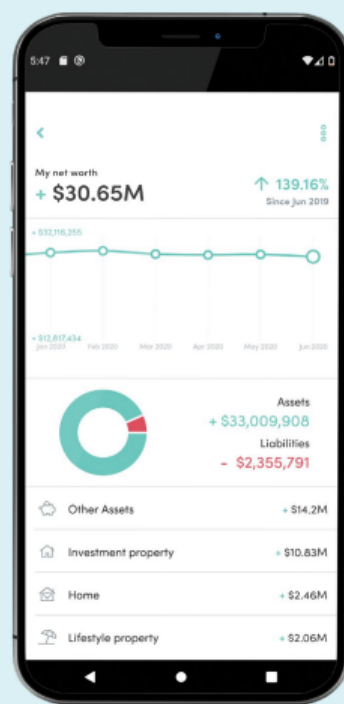 5:47
My net worth
+ $30.65M
↑ 139.16%
Since Jun 2019
+ $32,116,255
+ $12,817,434
Jan 2020 Feb 2020 Mar 2020 Apr 2020 May 2020 Jun 2020
Assets
+ $33,009,908
Liabilities
- $2,355,791
Other Assets + $14.2M
Investment property + $10.83M
Home + $2.46M
Lifestyle property + $2.06M